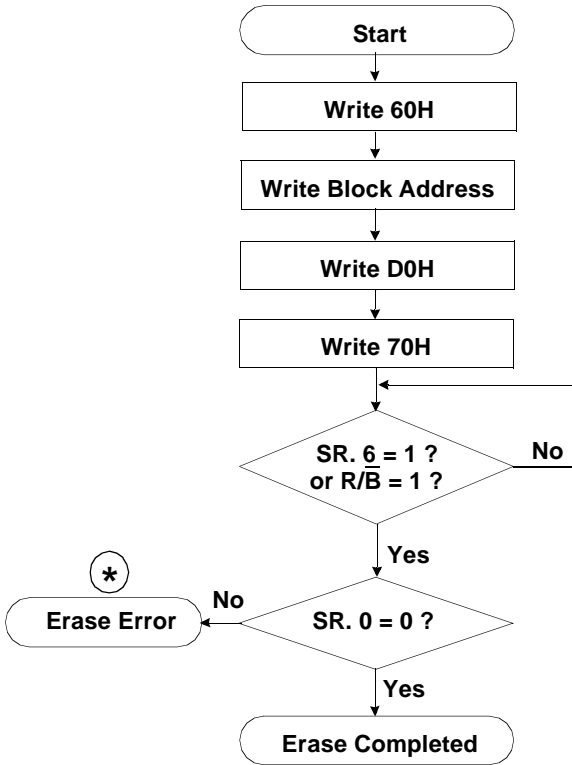 Start
Write 60H
Write Block Address
Write D0H
Write 70H
SR. 6 = 1 ?
or R/B̅ = 1 ?
No
Yes
*
No
Erase Error
SR. 0 = 0 ?
Yes
Erase Completed